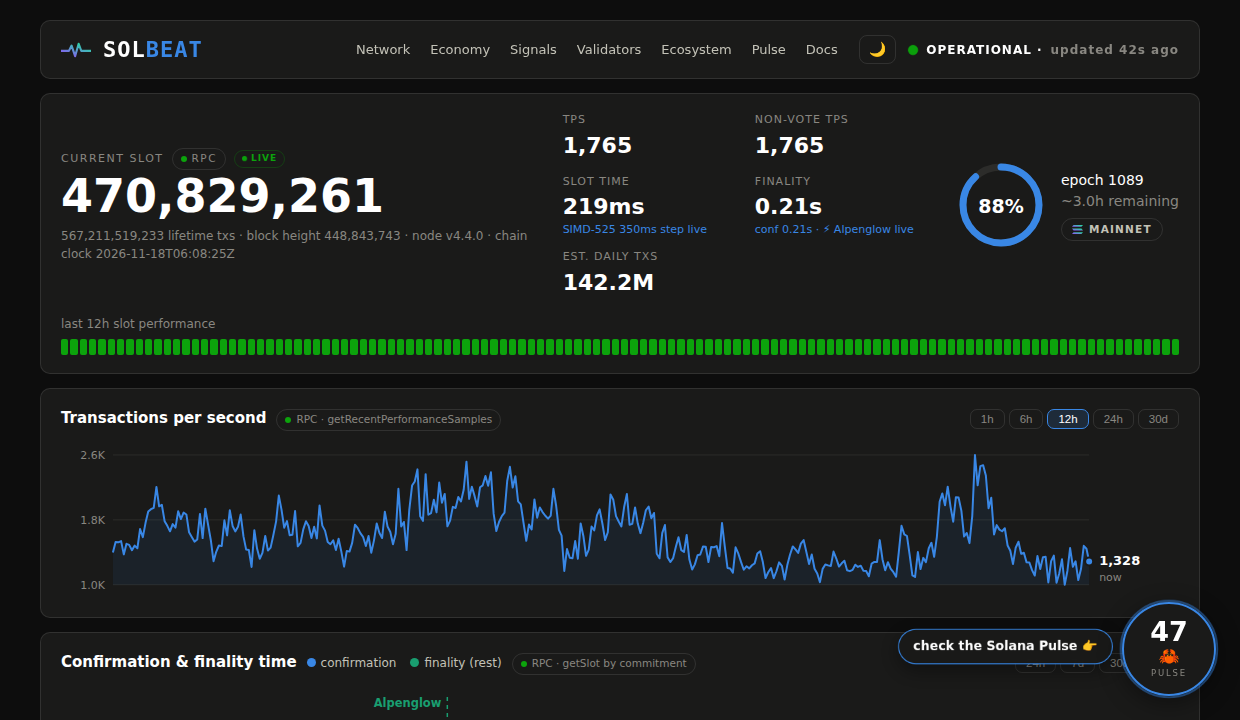 SOLBEAT
Network Economy Signals Validators Ecosystem Pulse Docs
OPERATIONAL · updated 42s ago
CURRENT SLOT RPC LIVE
470,829,261
567,211,519,233 lifetime txs · block height 448,843,743 · node v4.4.0 · chain
clock 2026-11-18T06:08:25Z
TPS
1,765
NON-VOTE TPS
1,765
SLOT TIME
219ms
SIMD-525 350ms step live
FINALITY
0.21s
conf 0.21s · ⚡ Alpenglow live
EST. DAILY TXS
142.2M
88%
epoch 1089
~3.0h remaining
MAINNET
last 12h slot performance
Transactions per second RPC · getRecentPerformanceSamples
1h 6h 12h 24h 30d
2.6K
1.8K
1.0K
1,328
now
Confirmation & finality time confirmation finality (rest) RPC · getSlot by commitment
Alpenglow
check the Solana Pulse 👉
47
PULSE